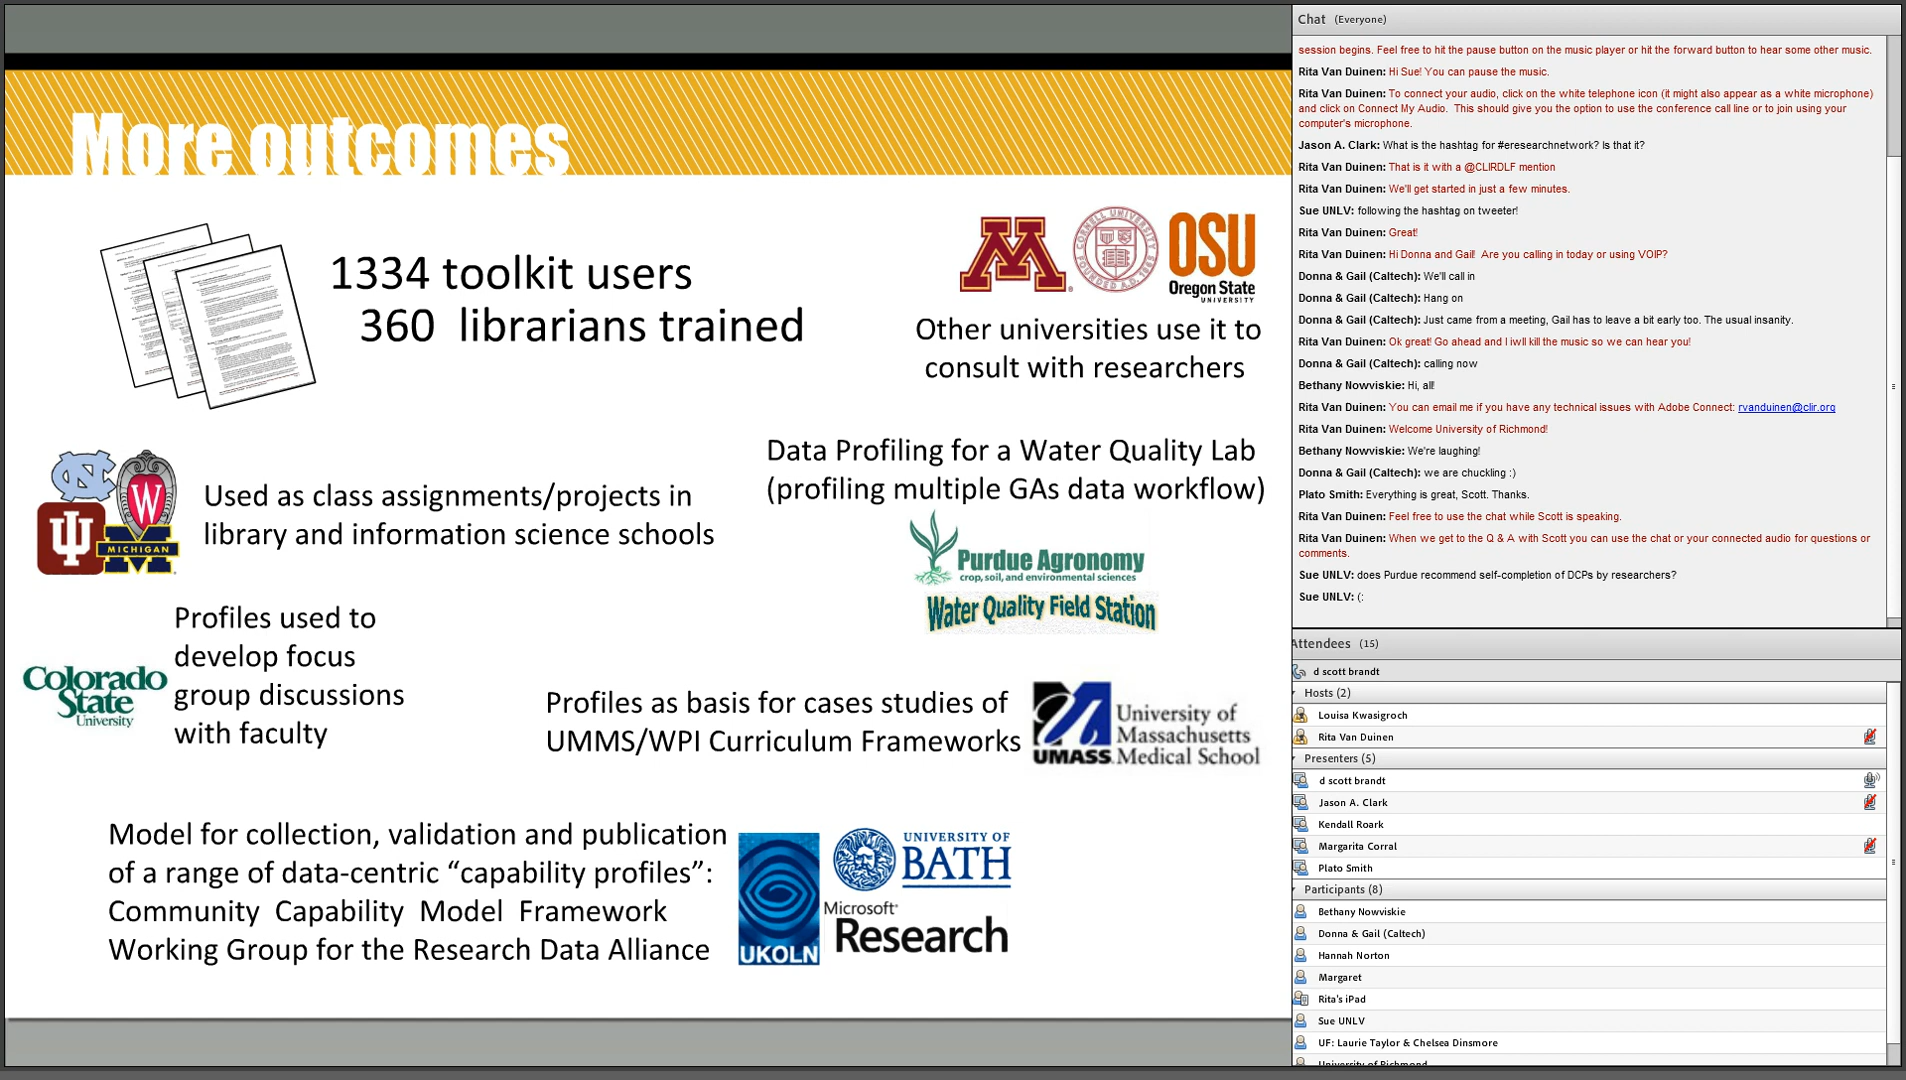 More outcomes
1334 toolkit users
360 librarians trained
OSU
Oregon State
UNIVERSITY
Other universities use it to
consult with researchers
Data Profiling for a Water Quality Lab
(profiling multiple GAs data workflow)
Purdue Agronomy
crop, soil, and environmental sciences
Water Quality Field Station
MICHIGAN
Used as class assignments/projects in
library and information science schools
Colorado
State
University
Profiles used to
develop focus
group discussions
with faculty
Profiles as basis for cases studies of
UMMS/WPI Curriculum Frameworks
UMASS
University of
Massachusetts
Medical School
Model for collection, validation and publication
of a range of data-centric “capability profiles”:
Community Capability Model Framework
Working Group for the Research Data Alliance
UKOLN
UNIVERSITY OF
BATH
Microsoft
Research
Chat (Everyone)
session begins. Feel free to hit the pause button on the music player or hit the forward button to hear some other music.
Rita Van Duinen: Hi Sue! You can pause the music.
Rita Van Duinen: To connect your audio, click on the white telephone icon (it might also appear as a white microphone)
and click on Connect My Audio. This should give you the option to use the conference call line or to join using your
computer's microphone.
Jason A. Clark: What is the hashtag for #eresearchnetwork? Is that it?
Rita Van Duinen: That is it with a @CLIRDLF mention
Rita Van Duinen: We'll get started in just a few minutes.
Sue UNLV: following the hashtag on tweeter!
Rita Van Duinen: Great!
Rita Van Duinen: Hi Donna and Gail! Are you calling in today or using VOIP?
Donna & Gail (Caltech): We'll call in
Donna & Gail (Caltech): Hang on
Donna & Gail (Caltech): Just came from a meeting, Gail has to leave a bit early too. The usual insanity.
Rita Van Duinen: Ok great! Go ahead and I iwll kill the music so we can hear you!
Donna & Gail (Caltech): calling now
Bethany Nowviskie: Hi, all!
Rita Van Duinen: You can email me if you have any technical issues with Adobe Connect: rvanduinen@clir.org
Rita Van Duinen: Welcome University of Richmond!
Bethany Nowviskie: We're laughing!
Donna & Gail (Caltech): we are chuckling :)
Plato Smith: Everything is great, Scott. Thanks.
Rita Van Duinen: Feel free to use the chat while Scott is speaking.
Rita Van Duinen: When we get to the Q & A with Scott you can use the chat or your connected audio for questions or
comments.
Sue UNLV: does Purdue recommend self-completion of DCPs by researchers?
Sue UNLV: (:
Attendees (15)
d scott brandt
Hosts (2)
Louisa Kwasigroch
Rita Van Duinen
Presenters (5)
d scott brandt
Jason A. Clark
Kendall Roark
Margarita Corral
Plato Smith
Participants (8)
Bethany Nowviskie
Donna & Gail (Caltech)
Hannah Norton
Margaret
Rita's iPad
Sue UNLV
UF: Laurie Taylor & Chelsea Dinsmore
University of Richmond